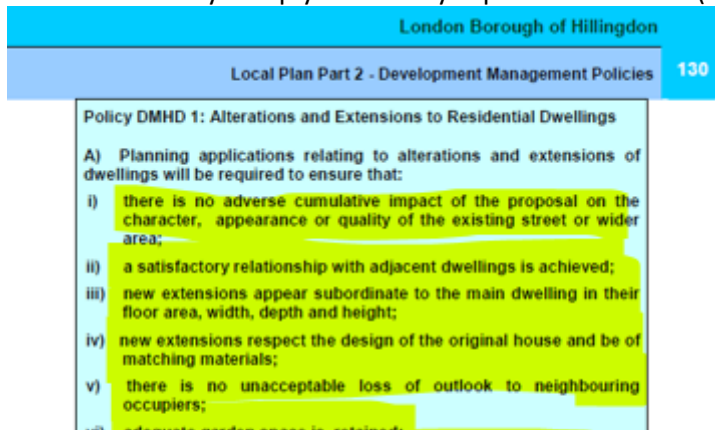 London Borough of Hillingdon
Local Plan Part 2 - Development Management Policies 130
Policy DMHD 1: Alterations and Extensions to Residential Dwellings
A) Planning applications relating to alterations and extensions of
dwellings will be required to ensure that:
i) there is no adverse cumulative impact of the proposal on the
character, appearance or quality of the existing street or wider
area;
ii) a satisfactory relationship with adjacent dwellings is achieved;
iii) new extensions appear subordinate to the main dwelling in their
floor area, width, depth and height;
iv) new extensions respect the design of the original house and be of
matching materials;
v) there is no unacceptable loss of outlook to neighbouring
occupiers;